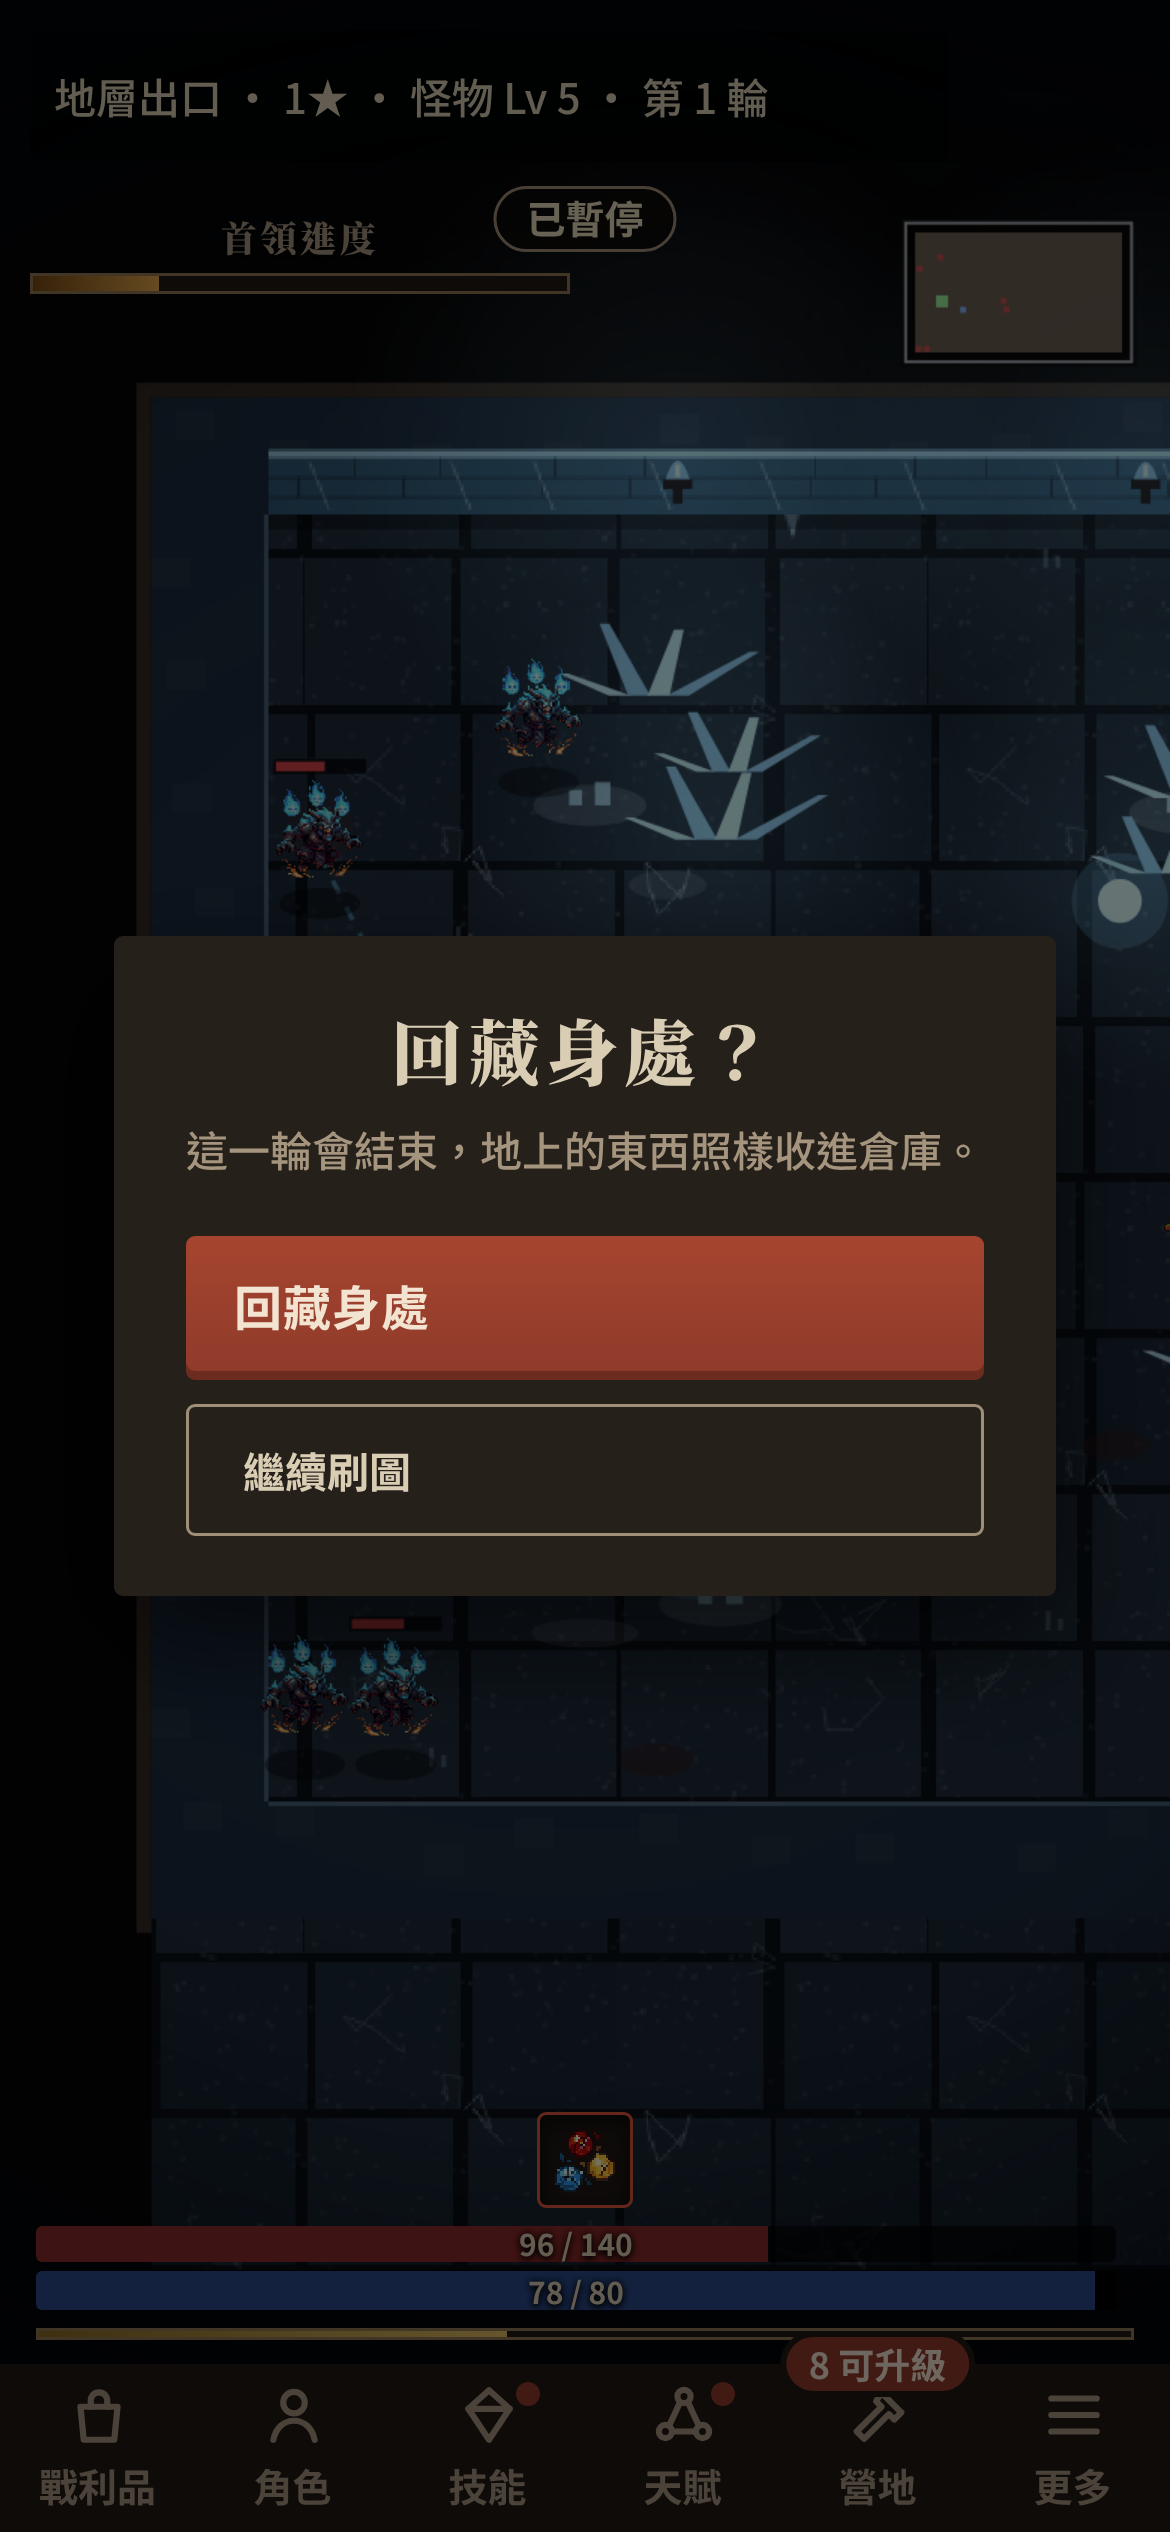 地層出口 · 1★ · 怪物 Lv 5 · 第 1 輪
已暫停
首領進度
回藏身處？
這一輪會結束，地上的東西照樣收進倉庫。
回藏身處
繼續刷圖
96 / 140
78 / 80
8 可升級
戰利品 角色 技能 天賦 營地 更多